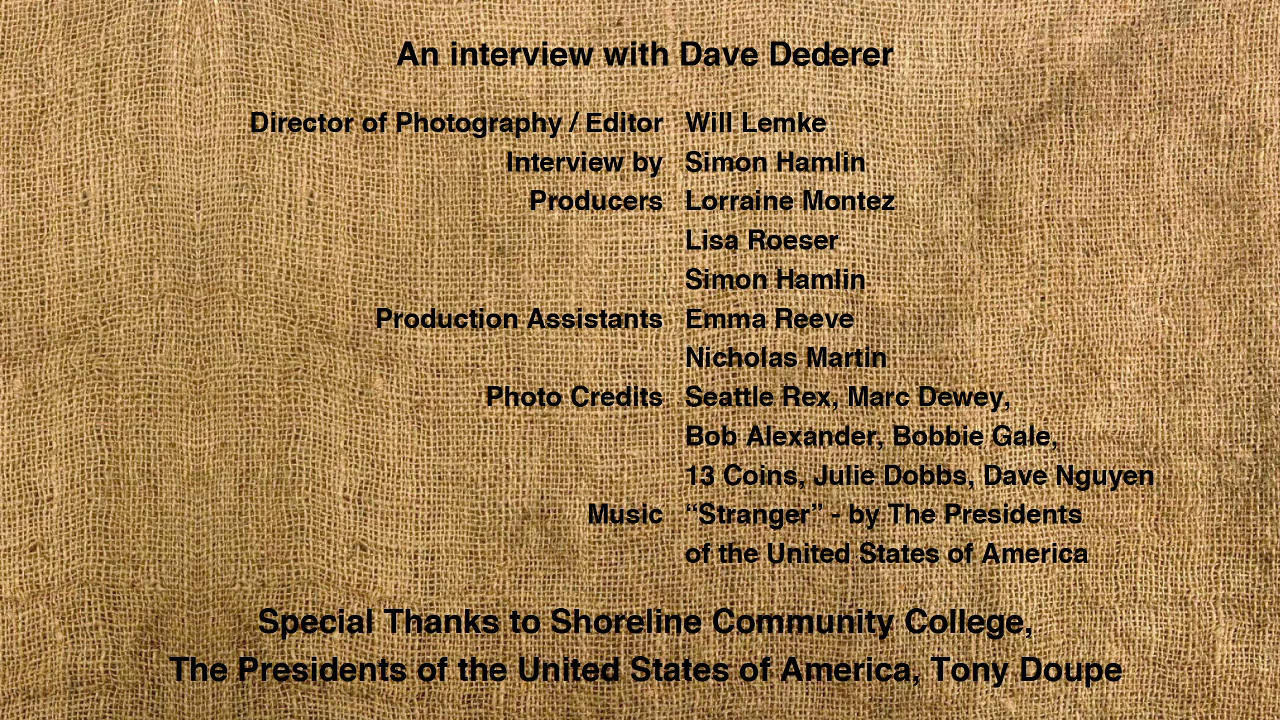 An interview with Dave Dederer
Director of Photography / Editor Will Lemke
Interview by Simon Hamlin
Producers Lorraine Montez
Lisa Roeser
Simon Hamlin
Production Assistants Emma Reeve
Nicholas Martin
Photo Credits Seattle Rex, Marc Dewey,
Bob Alexander, Bobbie Gale,
13 Coins, Julie Dobbs, Dave Nguyen
Music “Stranger” - by The Presidents
of the United States of America
Special Thanks to Shoreline Community College,
The Presidents of the United States of America, Tony Doupe